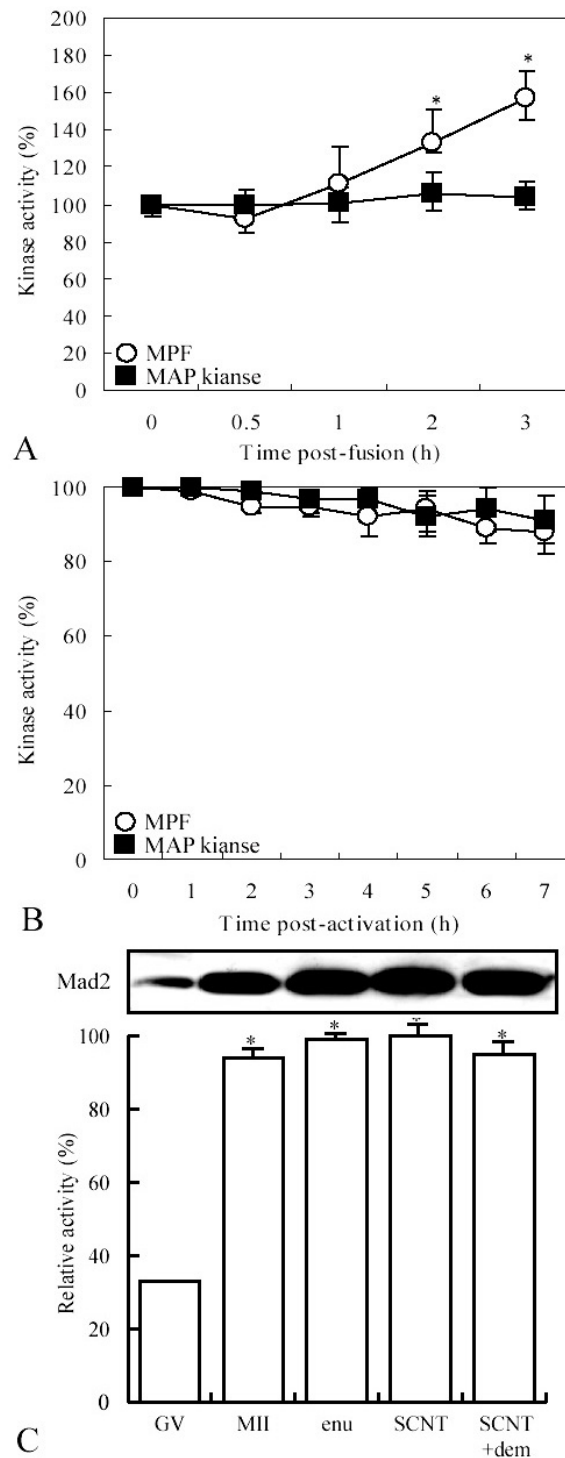 200
180
160
140
120
100
80
60
40
20
0
Kinase activity (%)
* *
MPF
MAP kianse
0 0.5 1 2 3
Time post-fusion (h)
A
100
80
60
40
20
0
Kinase activity (%)
MPF
MAP kianse
0 1 2 3 4 5 6 7
Time post-activation (h)
B
Mad2
100
80
60
40
20
0
Relative activity (%)
* * * *
GV MII enu SCNT SCNT
+dem
C